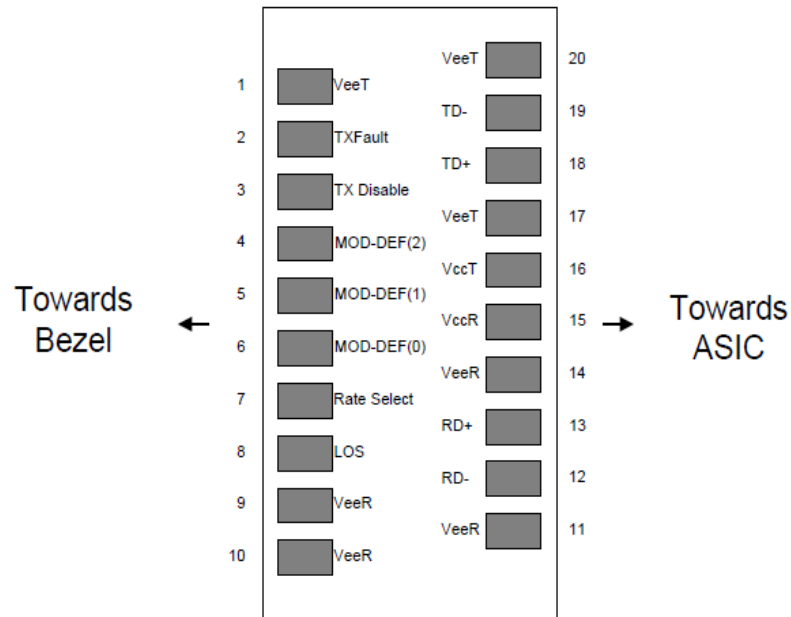 VeeT 20
1 VeeT
TD- 19
2 TXFault
TD+ 18
3 TX Disable
VeeT 17
4 MOD-DEF(2)
VccT 16
5 MOD-DEF(1)
Towards
Bezel
VccR 15
Towards
ASIC
6 MOD-DEF(0)
VeeR 14
7 Rate Select
RD+ 13
8 LOS
RD- 12
9 VeeR
VeeR 11
10 VeeR